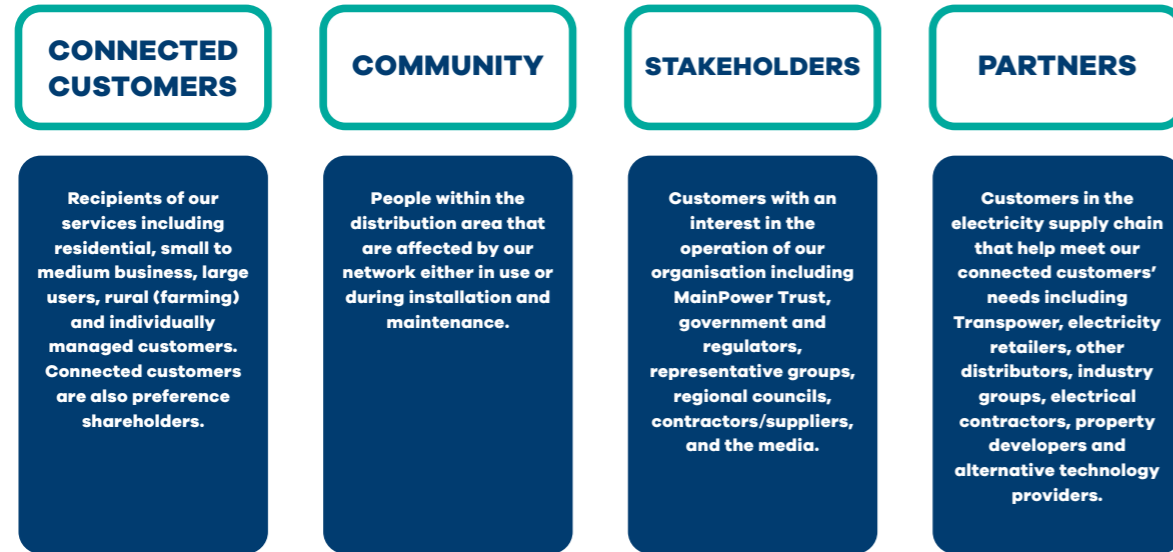 CONNECTED
CUSTOMERS
Recipients of our
services including
residential, small to
medium business, large
users, rural (farming)
and individually
managed customers.
Connected customers
are also preference
shareholders.
COMMUNITY
People within the
distribution area that
are affected by our
network either in use or
during installation and
maintenance.
STAKEHOLDERS
Customers with an
interest in the
operation of our
organisation including
MainPower Trust,
government and
regulators,
representative groups,
regional councils,
contractors/suppliers,
and the media.
PARTNERS
Customers in the
electricity supply chain
that help meet our
connected customers’
needs including
Transpower, electricity
retailers, other
distributors, industry
groups, electrical
contractors, property
developers and
alternative technology
providers.